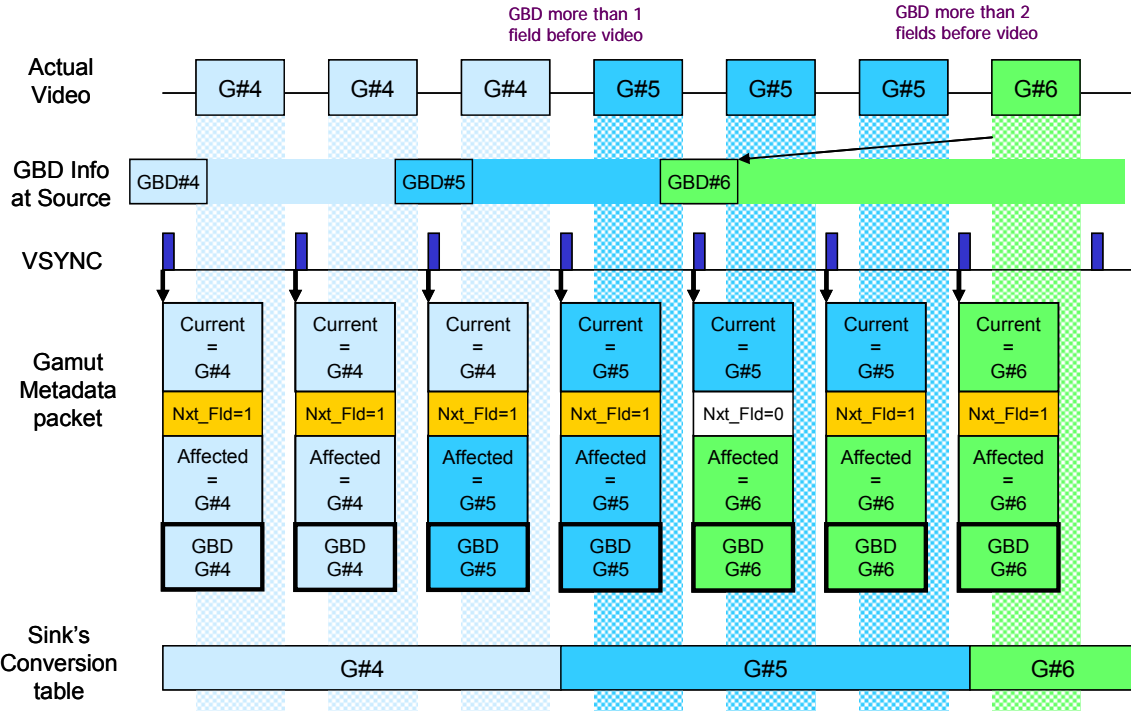 GBD more than 1
field before video
GBD more than 2
fields before video
Actual
Video
G#4
G#4
G#4
G#5
G#5
G#5
G#6
GBD Info
at Source
GBD#4
GBD#5
GBD#6
VSYNC
Gamut
Metadata
packet
Current
=
G#4
Nxt_Fld=1
Affected
=
G#4
GBD
G#4
Current
=
G#4
Nxt_Fld=1
Affected
=
G#4
GBD
G#4
Current
=
G#4
Nxt_Fld=1
Affected
=
G#5
GBD
G#5
Current
=
G#5
Nxt_Fld=1
Affected
=
G#5
GBD
G#5
Current
=
G#5
Nxt_Fld=0
Affected
=
G#6
GBD
G#6
Current
=
G#5
Nxt_Fld=1
Affected
=
G#6
GBD
G#6
Current
=
G#6
Nxt_Fld=1
Affected
=
G#6
GBD
G#6
Sink's
Conversion
table
G#4
G#5
G#6